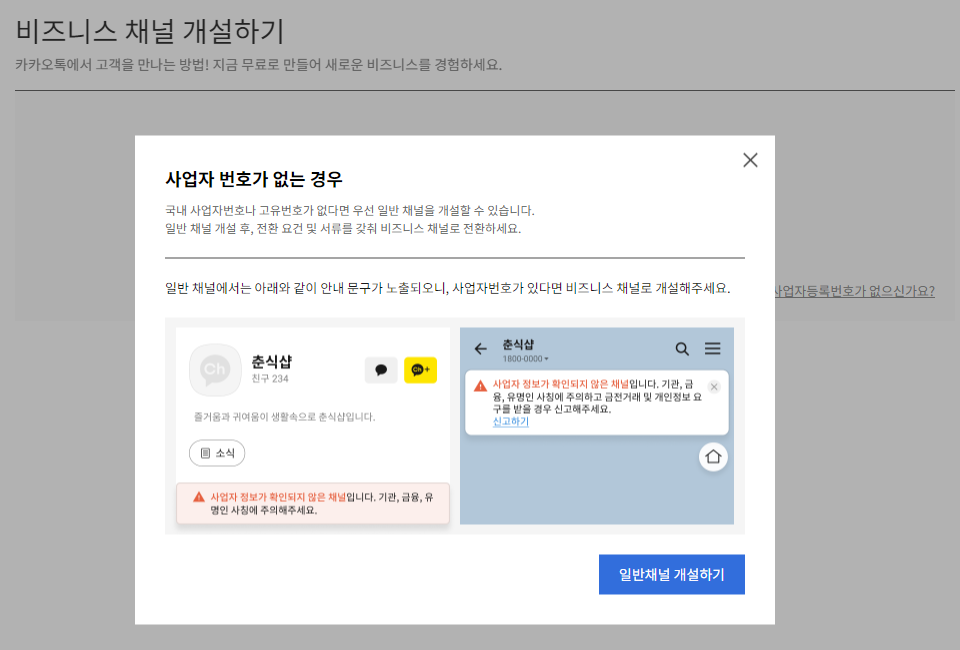 비즈니스 채널 개설하기
카카오톡에서 고객을 만나는 방법! 지금 무료로 만들어 새로운 비즈니스를 경험하세요.
사업자 번호가 없는 경우
국내 사업자번호나 고유번호가 없다면 우선 일반 채널을 개설할 수 있습니다.
일반 채널 개설 후, 전환 요건 및 서류를 갖춰 비즈니스 채널로 전환하세요.
일반 채널에서는 아래와 같이 안내 문구가 노출되오니, 사업자번호가 있다면 비즈니스 채널로 개설해주세요.
사업자등록번호가 없으신가요?
Ch
춘식샵
친구 234
Ch+
즐거움과 귀여움이 생활속으로 춘식샵입니다.
소식
사업자 정보가 확인되지 않은 채널입니다. 기관, 금융, 유
명인 사칭에 주의해주세요.
춘식샵
1800-0000
사업자 정보가 확인되지 않은 채널입니다. 기관, 금
융, 유명인 사칭에 주의하고 금전거래 및 개인정보 요
구를 받을 경우 신고해주세요.
신고하기
일반채널 개설하기